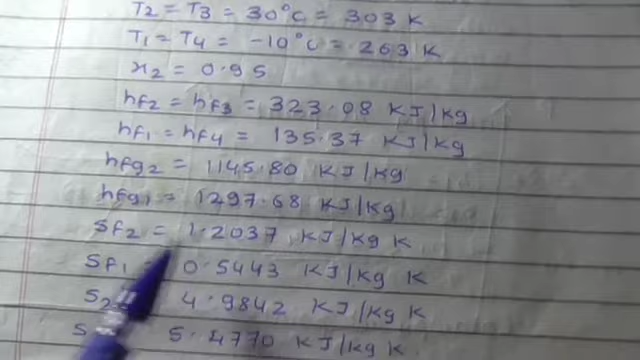 T2 = T3 = 30°C = 303 K
T1 = T4 = -10°C = 263 K
x2 = 0.95
hf2 = hf3 = 323.08 KJ/kg
hf1 = hf4 = 135.37 KJ/kg
hfg2 = 1145.80 KJ/kg
hfg1 = 1297.68 KJ/kg
Sf2 = 1.2037 KJ/kg K
Sf1 = 0.5443 KJ/kg K
S2 4.9842 KJ/kg K
S 5.4770 KJ/kg K